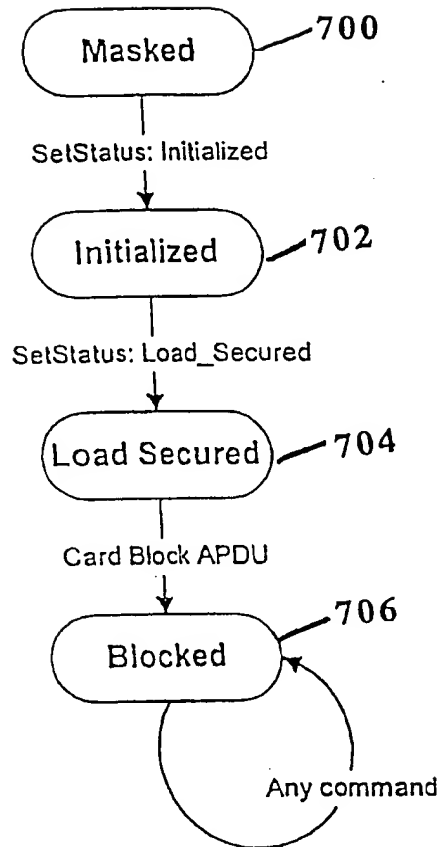 Masked
700
SetStatus: Initialized
Initialized
702
SetStatus: Load_Secured
Load Secured
704
Card Block APDU
706
Blocked
Any command